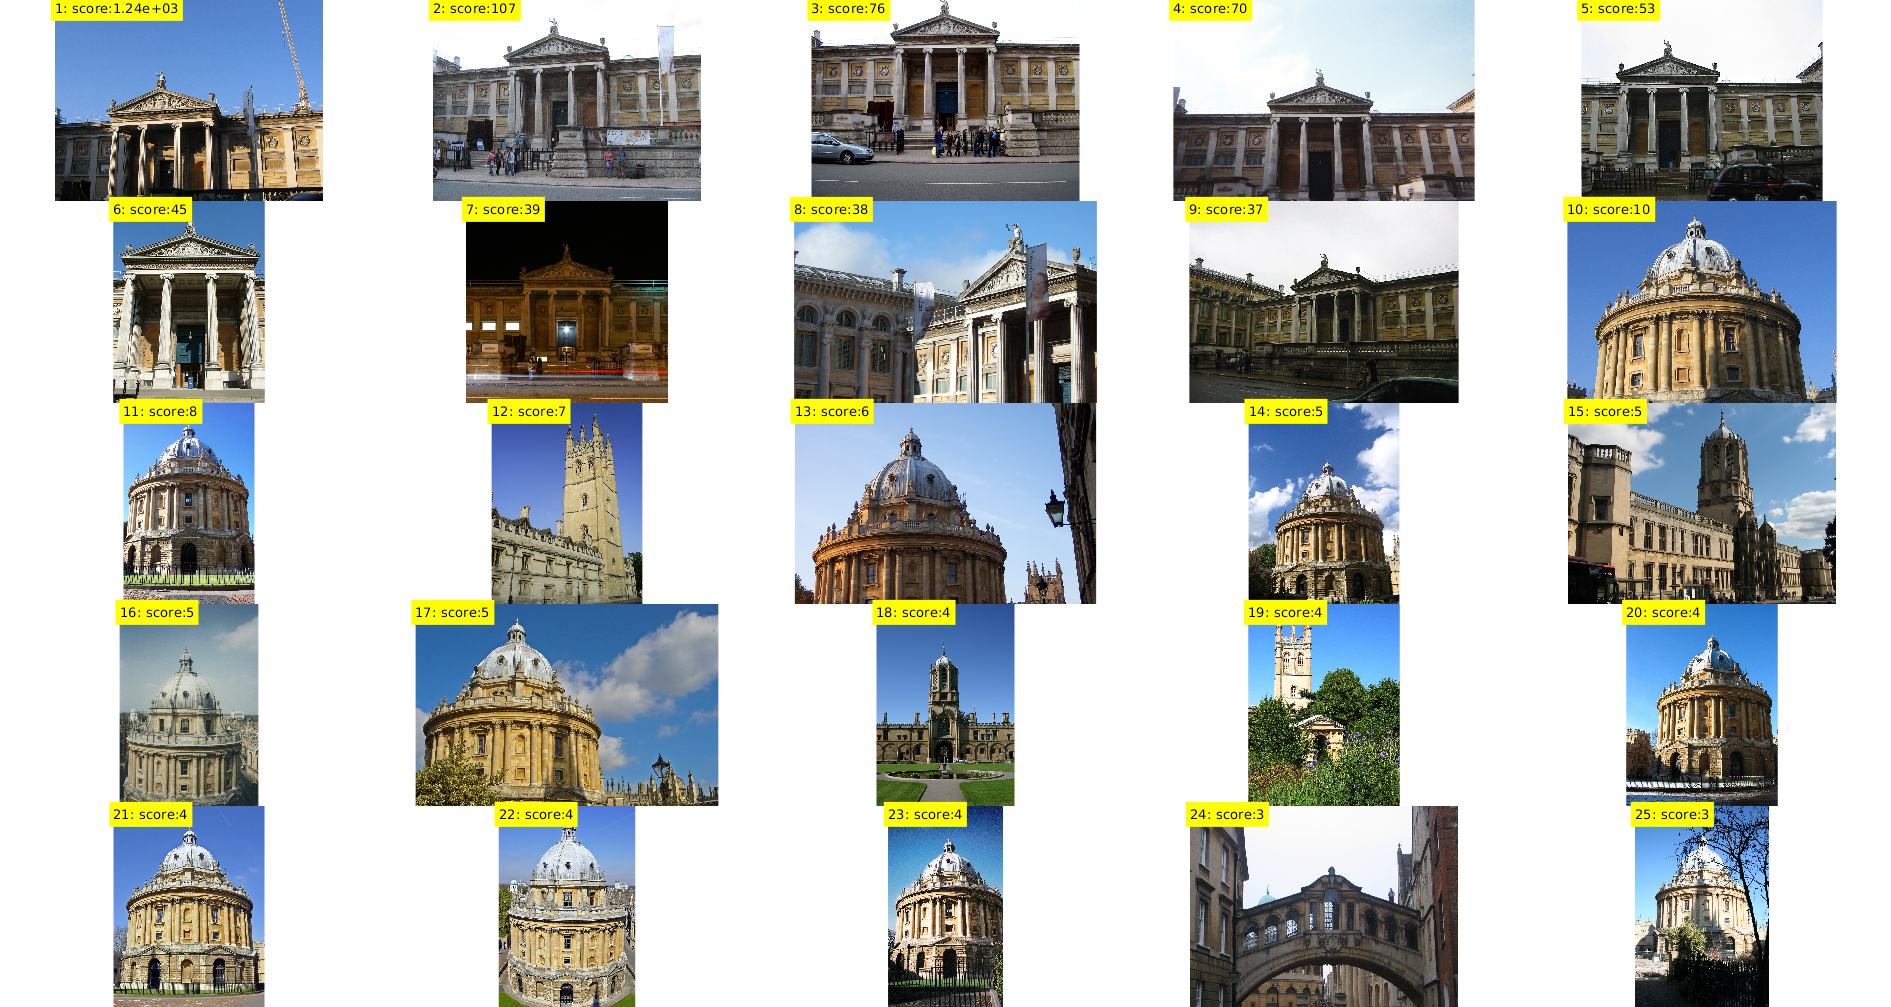 1: score:1.24e+03
2: score:107
3: score:76
4: score:70
5: score:53
fox
6: score:45
7: score:39
8: score:38
9: score:37
10: score:10
11: score:8
12: score:7
13: score:6
14: score:5
15: score:5
16: score:5
17: score:5
18: score:4
19: score:4
20: score:4
21: score:4
22: score:4
23: score:4
24: score:3
25: score:3